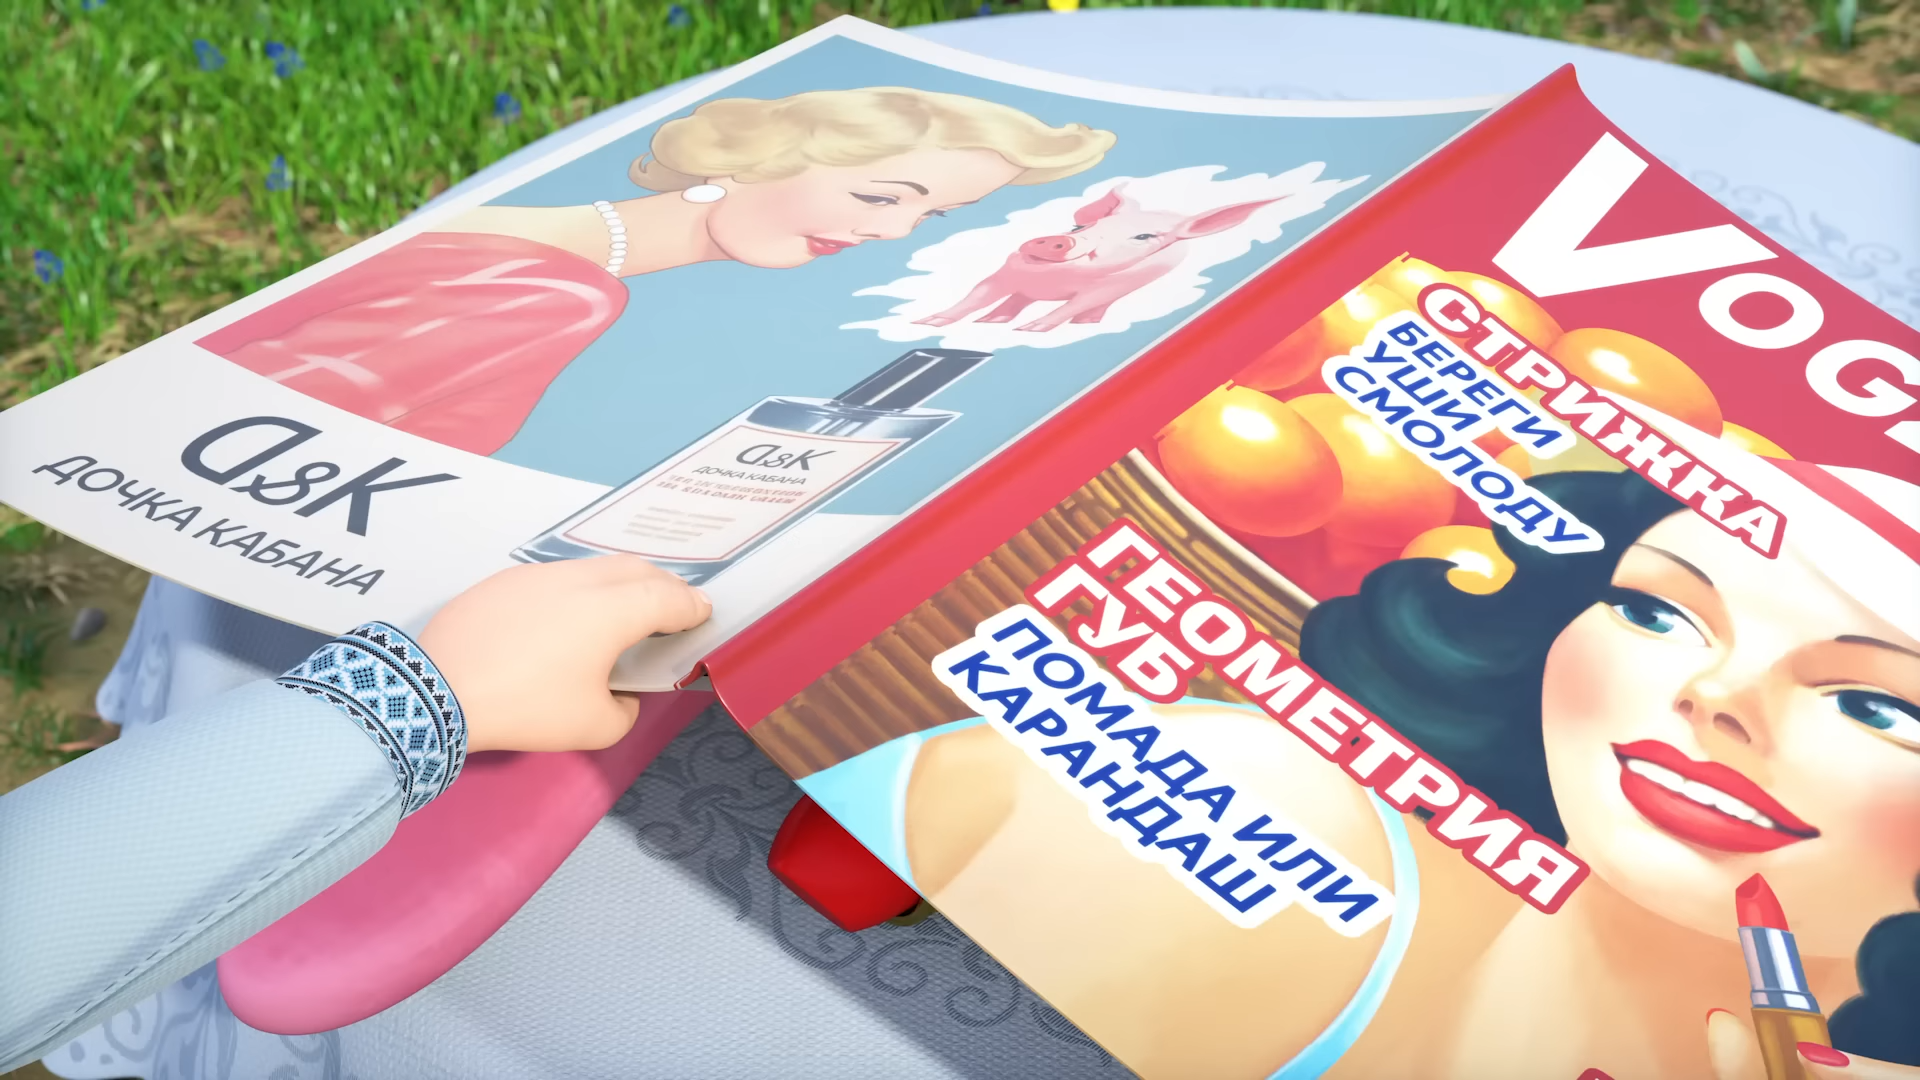 D&K
ДОЧКА КАБАНА
D&K
ДОЧКА КАБАНА
VOG
СТРИЖКА
БЕРЕГИ
УШИ
СМОЛОДУ
ГЕОМЕТРИЯ
ГУБ
ПОМАДА ИЛИ
КАРАНДАШ